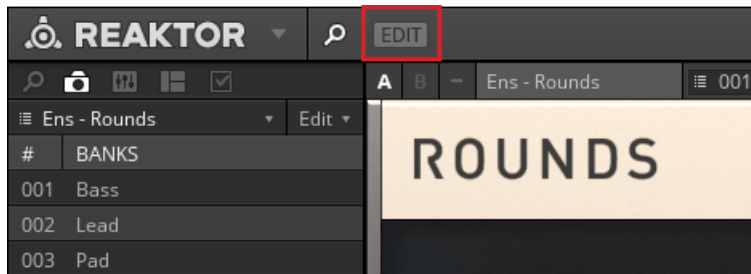 REAKTOR EDIT
A B – Ens - Rounds 001
Ens - Rounds Edit
# BANKS
ROUNDS
001 Bass
002 Lead
003 Pad